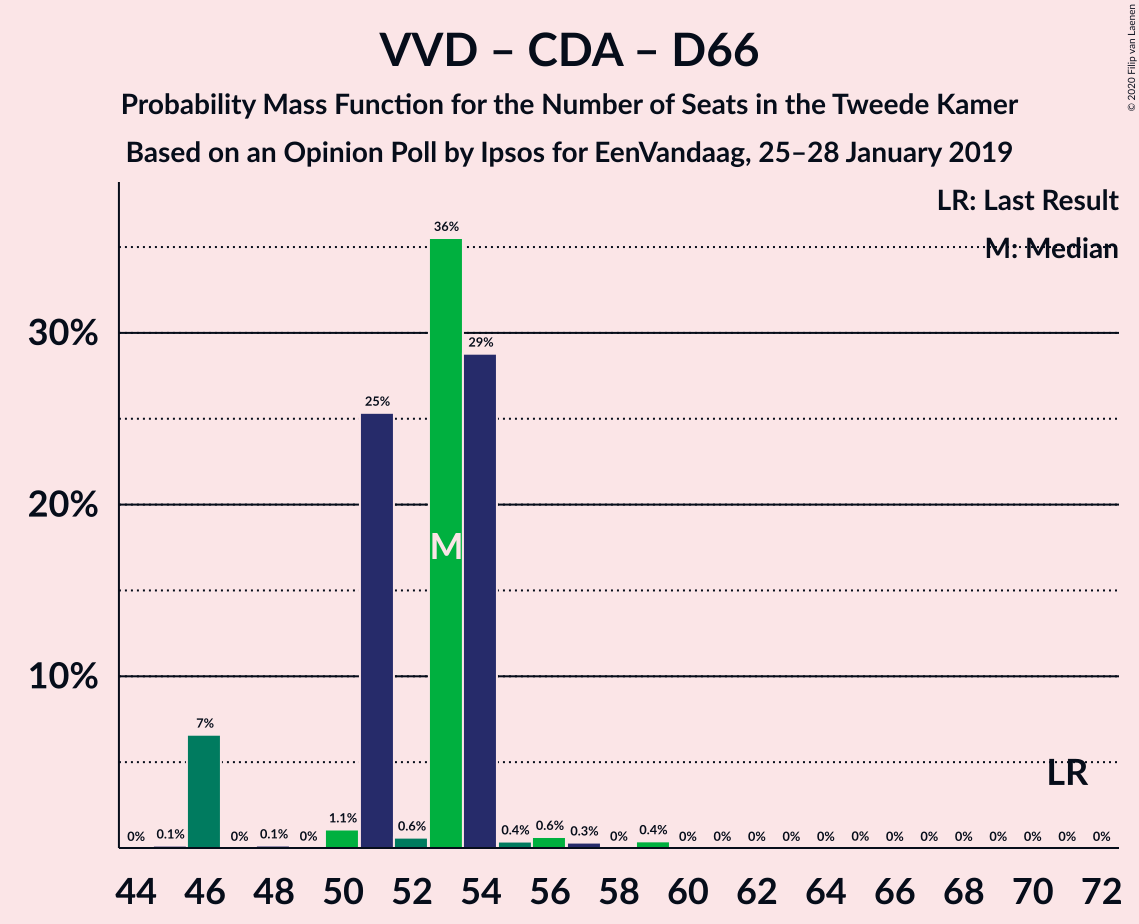 VVD – CDA – D66
Probability Mass Function for the Number of Seats in the Tweede Kamer
Based on an Opinion Poll by Ipsos for EenVandaag, 25–28 January 2019
© 2020 Filip van Laenen
LR: Last Result
M: Median
30%
20%
10%
0% 0.1% 7% 0% 0.1% 0% 1.1% 25% 0.6% 36% 29% 0.4% 0.6% 0.3% 0% 0.4% 0% 0% 0% 0% 0% 0% 0% 0% 0% 0% 0% 0% 0%
M
LR
44 46 48 50 52 54 56 58 60 62 64 66 68 70 72